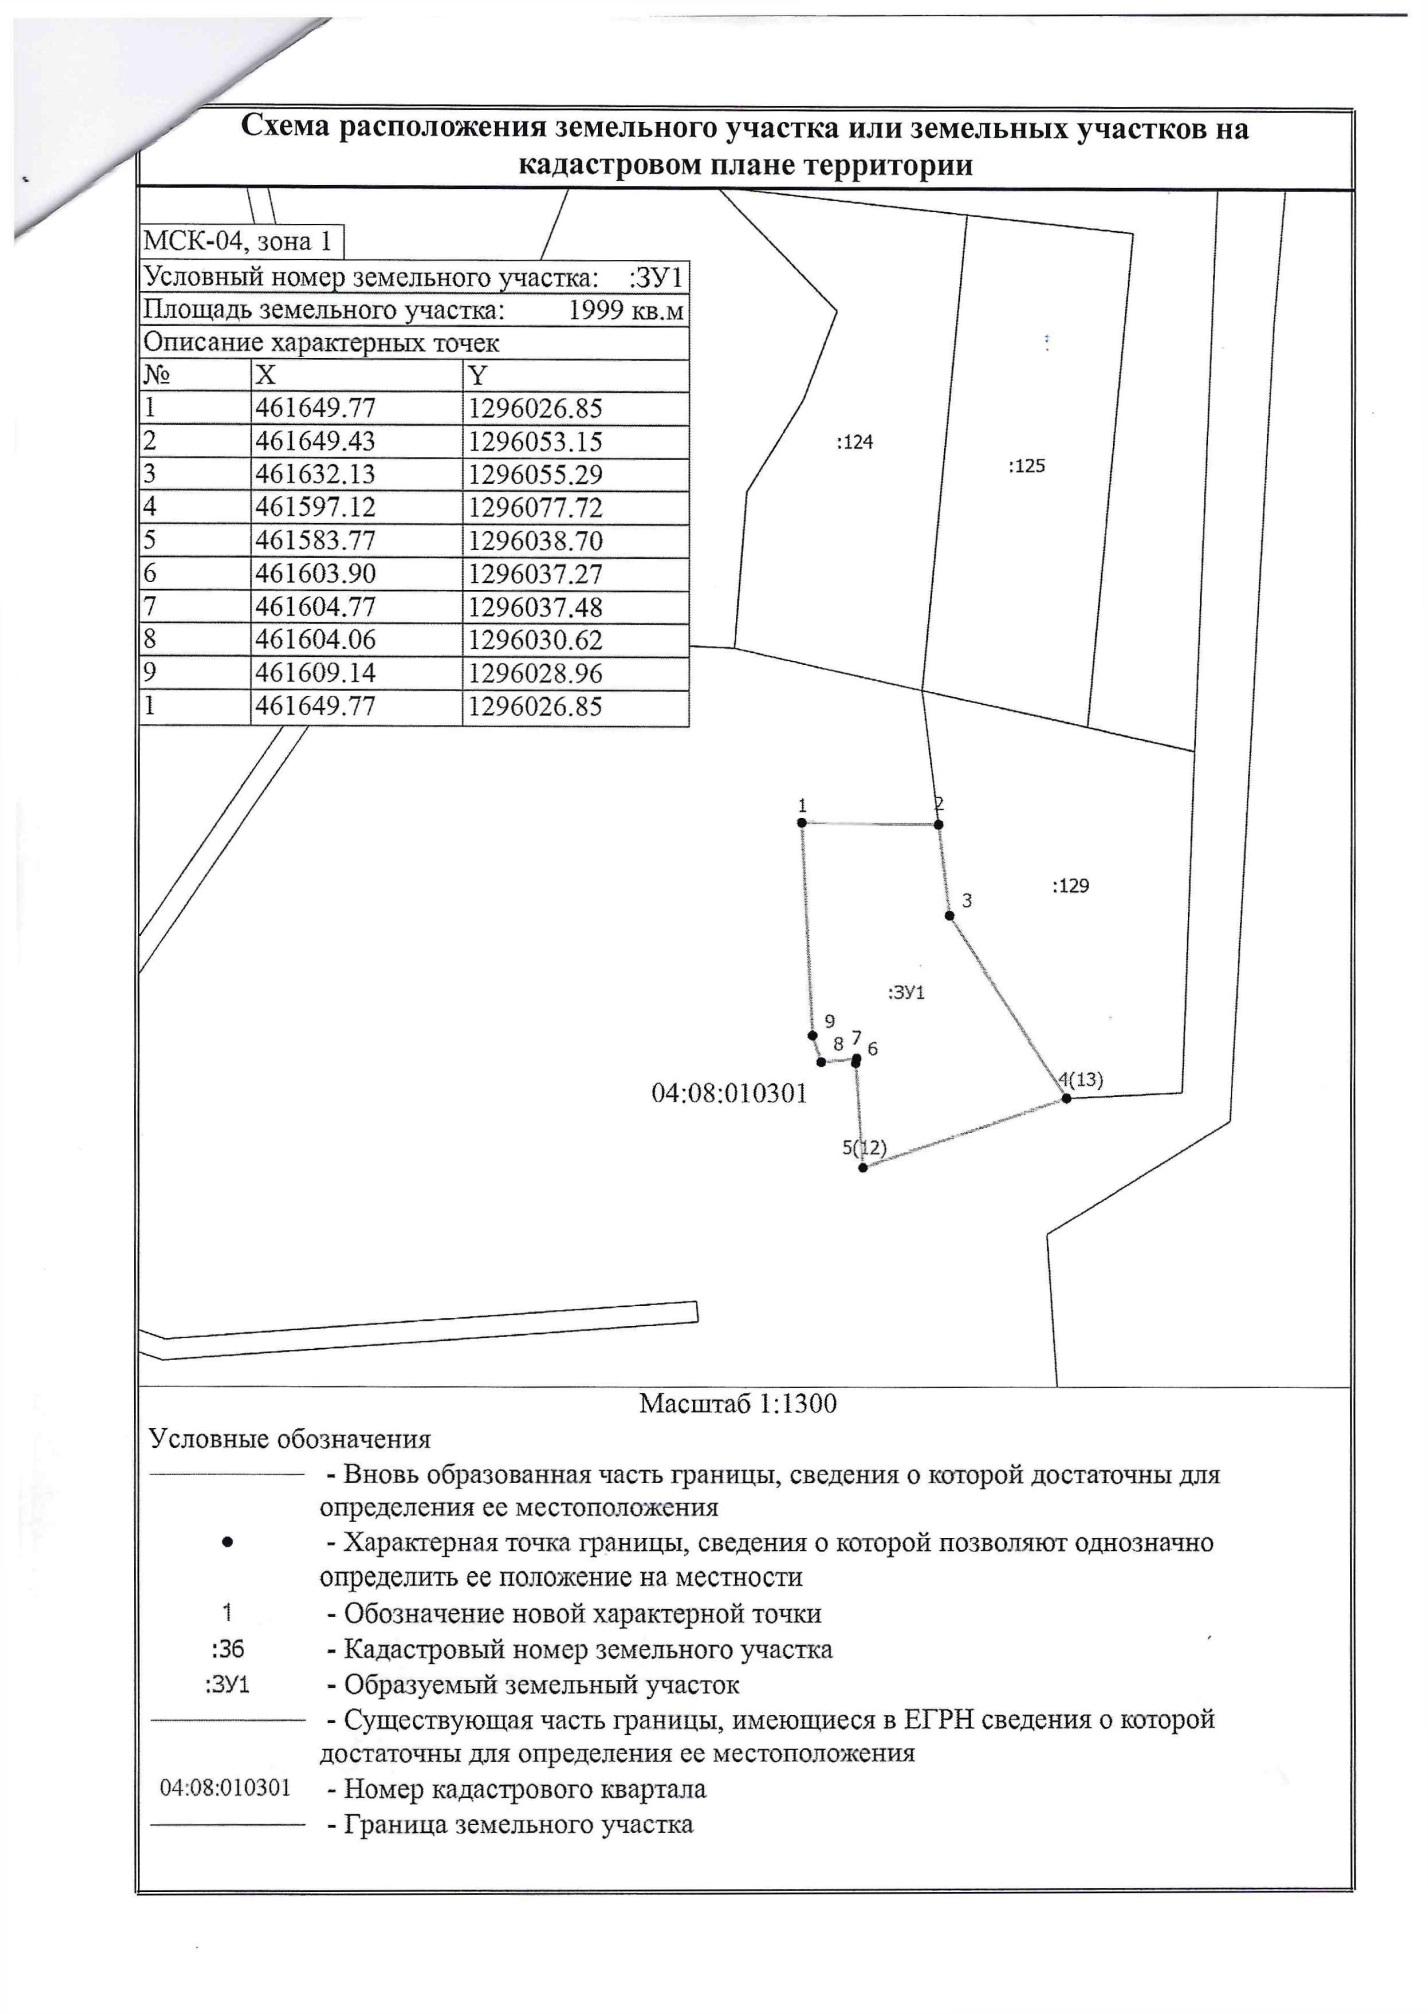 Схема расположения земельного участка или земельных участков на
кадастровом плане территории
МСК-04, зона 1
Условный номер земельного участка: :ЗУ1
Площадь земельного участка: 1999 кв.м
Описание характерных точек
№ X Y
1 461649.77 1296026.85
2 461649.43 1296053.15
3 461632.13 1296055.29
4 461597.12 1296077.72
5 461583.77 1296038.70
6 461603.90 1296037.27
7 461604.77 1296037.48
8 461604.06 1296030.62
9 461609.14 1296028.96
1 461649.77 1296026.85
:124
:125
1
2
3
:129
:ЗУ1
9
8
7
6
4(13)
04:08:010301
5(12)
Масштаб 1:1300
Условные обозначения
- Вновь образованная часть границы, сведения о которой достаточны для
определения ее местоположения
- Характерная точка границы, сведения о которой позволяют однозначно
определить ее положение на местности
1 - Обозначение новой характерной точки
:36 - Кадастровый номер земельного участка
:ЗУ1 - Образуемый земельный участок
- Существующая часть границы, имеющиеся в ЕГРН сведения о которой
достаточны для определения ее местоположения
04:08:010301 - Номер кадастрового квартала
- Граница земельного участка